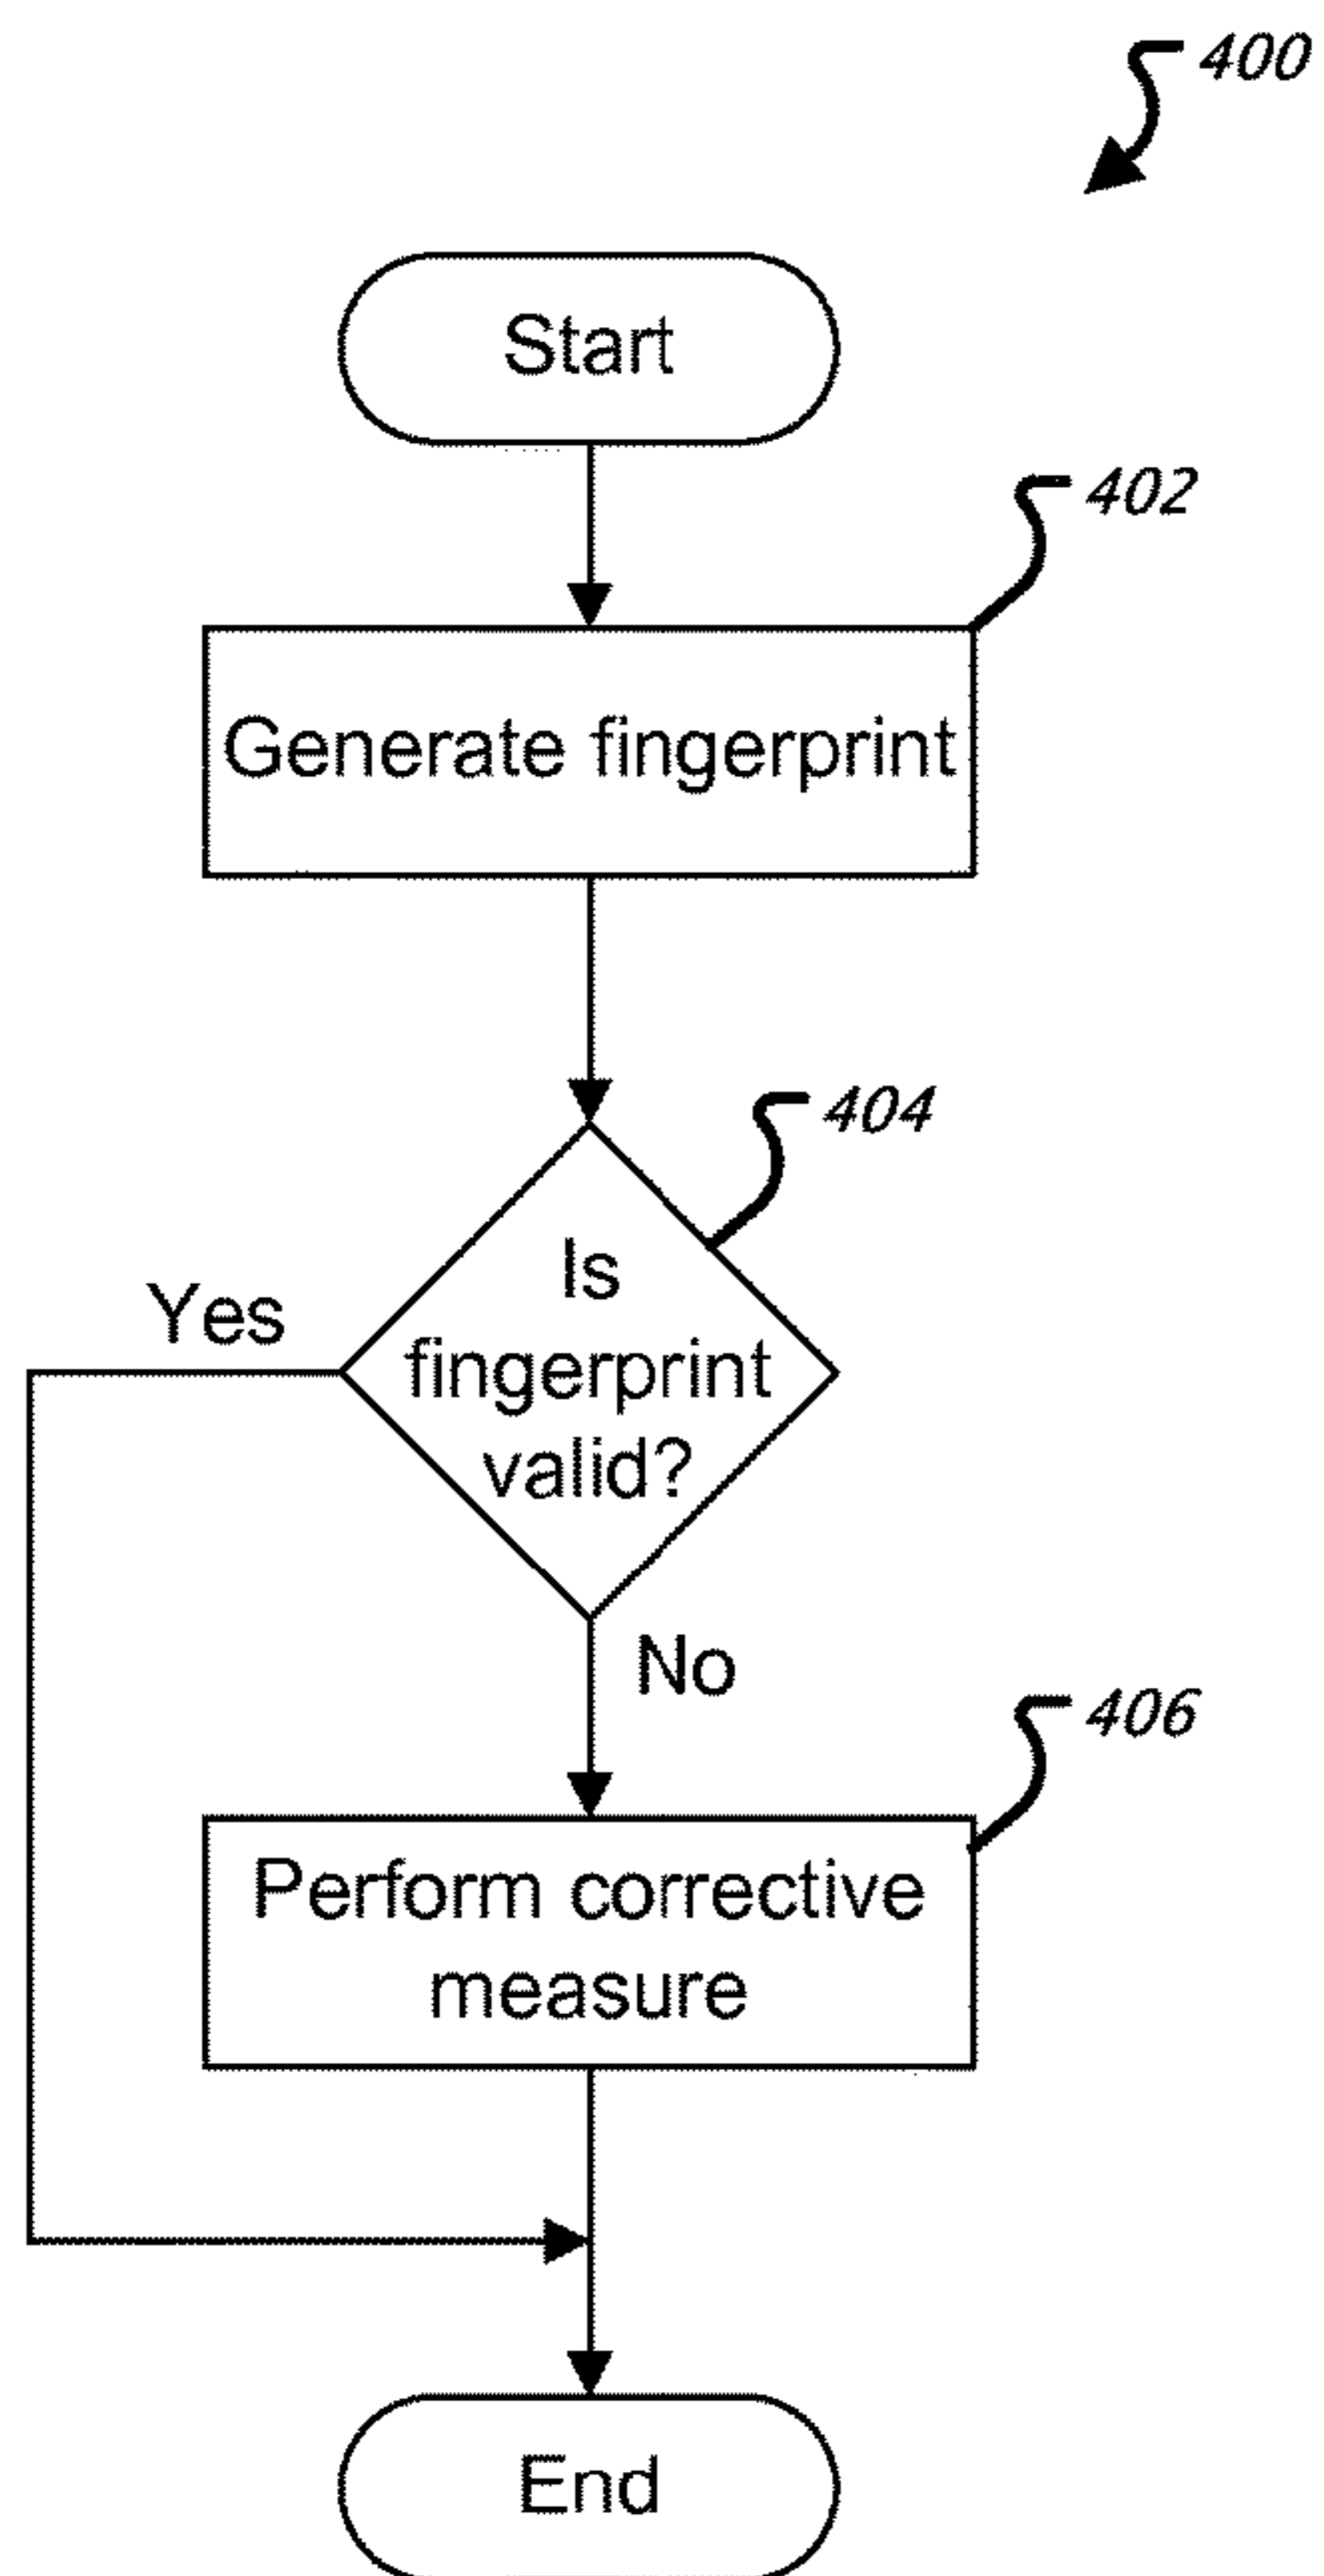 400
Start
402
Generate fingerprint
404
Is
fingerprint
valid?
Yes
No
406
Perform corrective
measure
End